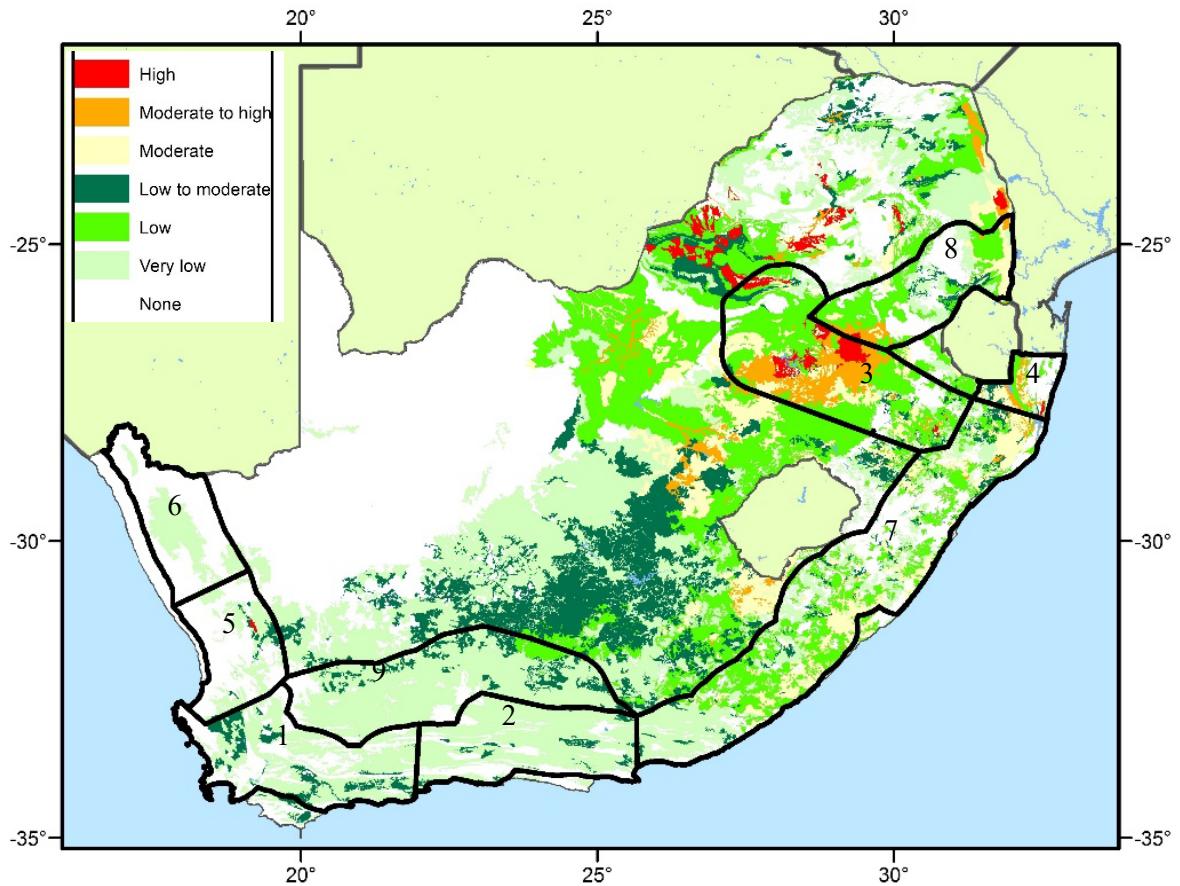 20° 25° 30°
High
Moderate to high
Moderate
Low to moderate
Low
Very low
None
-25° -25°
8
3 4
6
-30° -30°
7
5
9
2
1
-35° -35°
20° 25° 30°